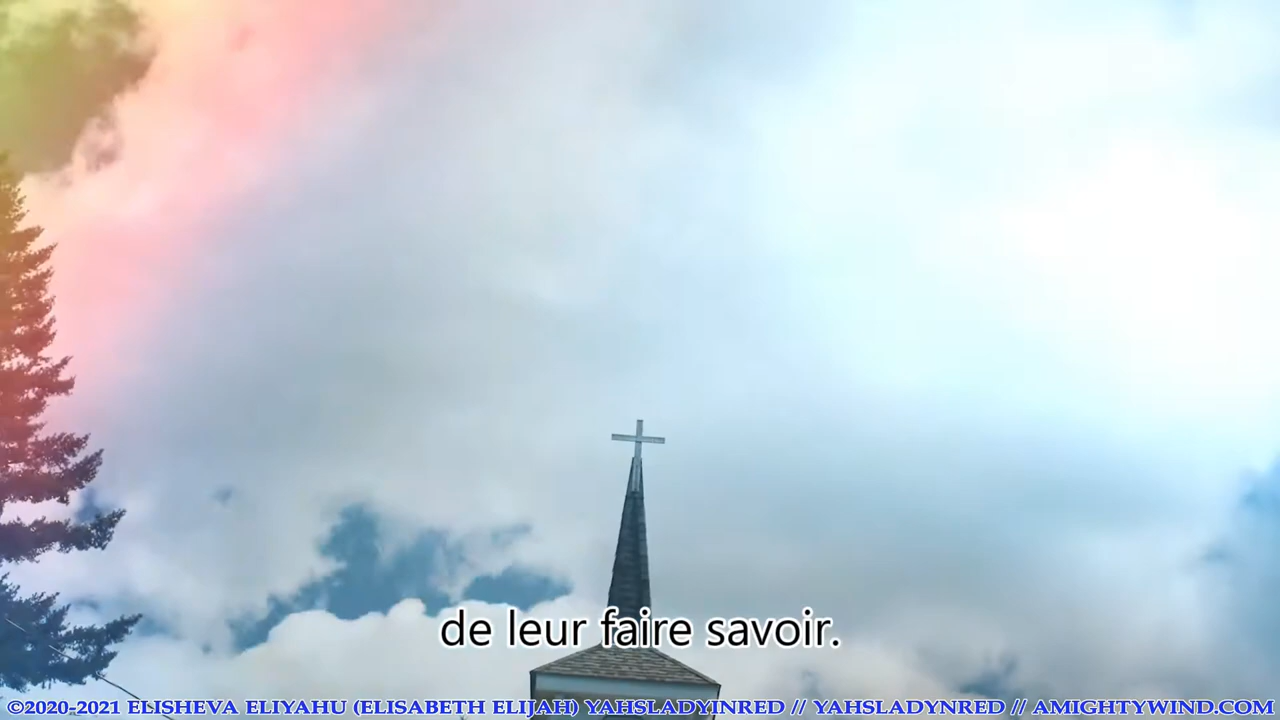 de leur faire savoir.
©2020-2021 ELISHEVA ELIYAHU (ELISABETH ELIJAH) YAHSLADYINRED // YAHSLADYNRED // AMIGHTYWIND.COM